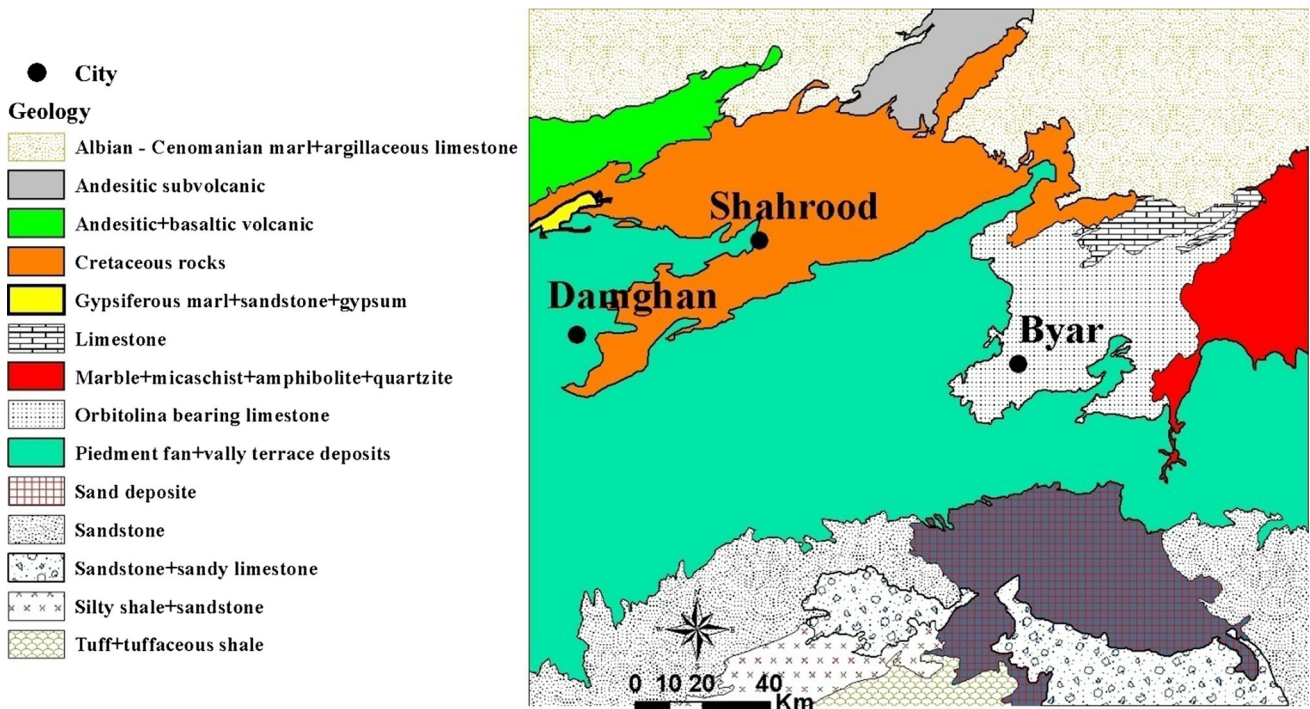 City
Geology
Albian - Cenomanian marl+argillaceous limestone
Andesitic subvolcanic
Andesitic+basaltic volcanic
Cretaceous rocks
Gypsiferous marl+sandstone+gypsum
Limestone
Marble+micaschist+amphibolite+quartzite
Orbitolina bearing limestone
Piedment fan+vally terrace deposits
Sand deposite
Sandstone
Sandstone+sandy limestone
Silty shale+sandstone
Tuff+tuffaceous shale
Shahrood
Damghan
Byar
0 10 20 40
Km